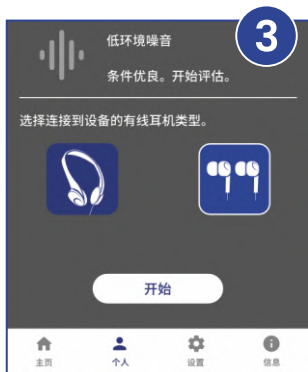 3
低环境噪音
条件优良。开始评估。
选择连接到设备的有线耳机类型。
开始
主页 个人 设置 信息